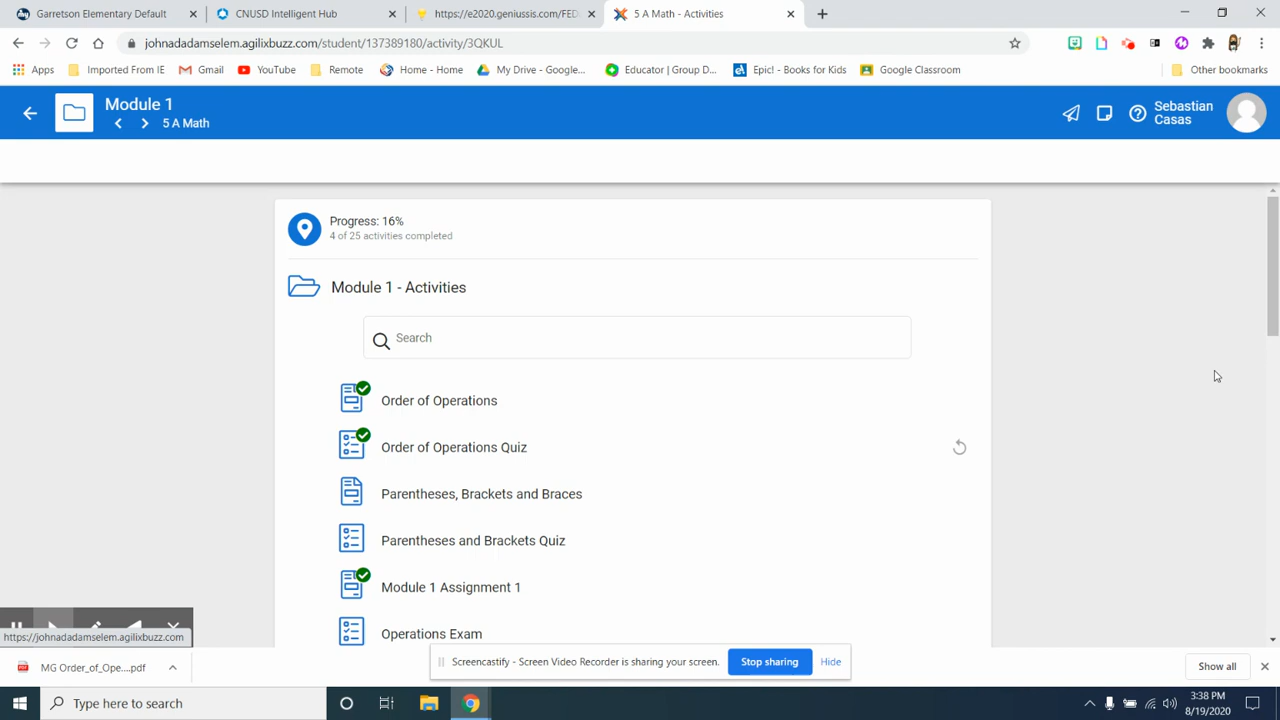 Garretson Elementary Default
CNUSD Intelligent Hub
https://e2020.geniussis.com/FED
5 A Math - Activities
johnadadamselem.agilixbuzz.com/student/137389180/activity/3QKUL
Apps
Imported From IE
Gmail
YouTube
Remote
Home - Home
My Drive - Google...
Educator | Group D...
Epic! - Books for Kids
Google Classroom
Other bookmarks
Module 1
5 A Math
Sebastian
Casas
Progress: 16%
4 of 25 activities completed
Module 1 - Activities
Search
Order of Operations
Order of Operations Quiz
Parentheses, Brackets and Braces
Parentheses and Brackets Quiz
Module 1 Assignment 1
Operations Exam
https://johnadadamselem.agilixbuzz.com
MG Order_of_Ope....pdf
Screencastify - Screen Video Recorder is sharing your screen.
Stop sharing
Hide
Show all
Type here to search
3:38 PM
8/19/2020